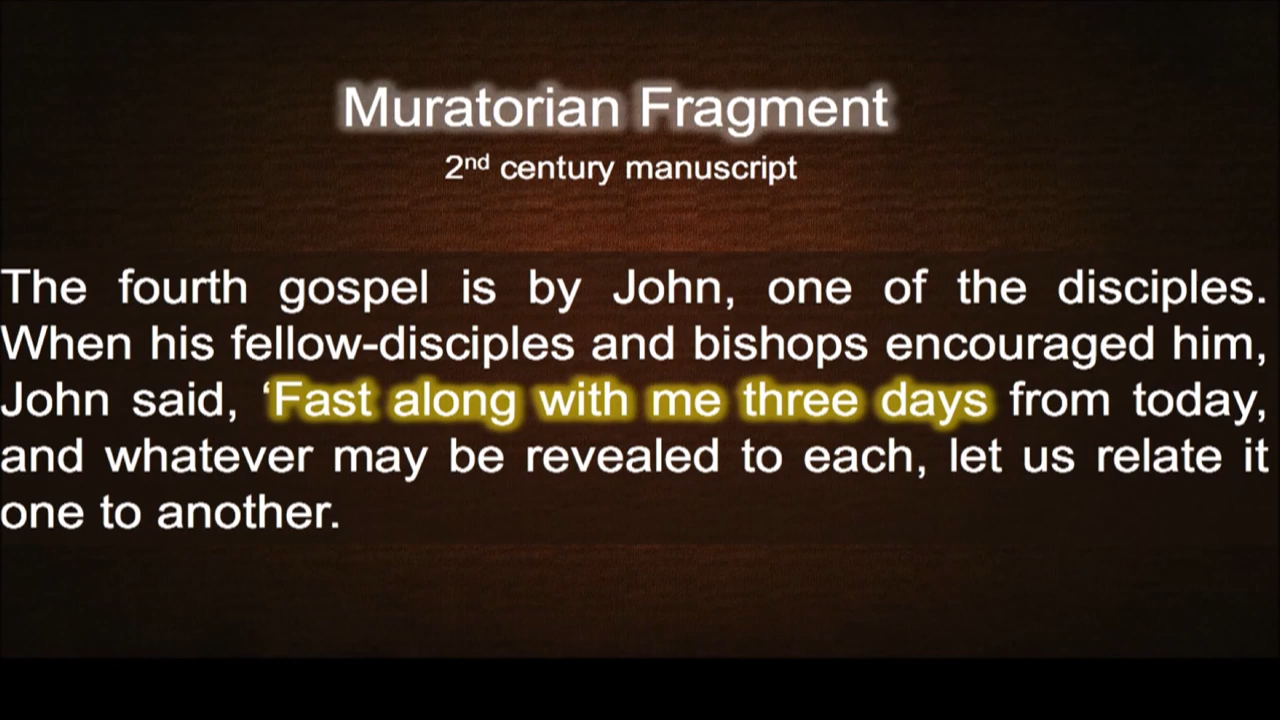 Muratorian Fragment
2nd century manuscript
The fourth gospel is by John, one of the disciples.
When his fellow-disciples and bishops encouraged him,
John said, ‘Fast along with me three days from today,
and whatever may be revealed to each, let us relate it
one to another.